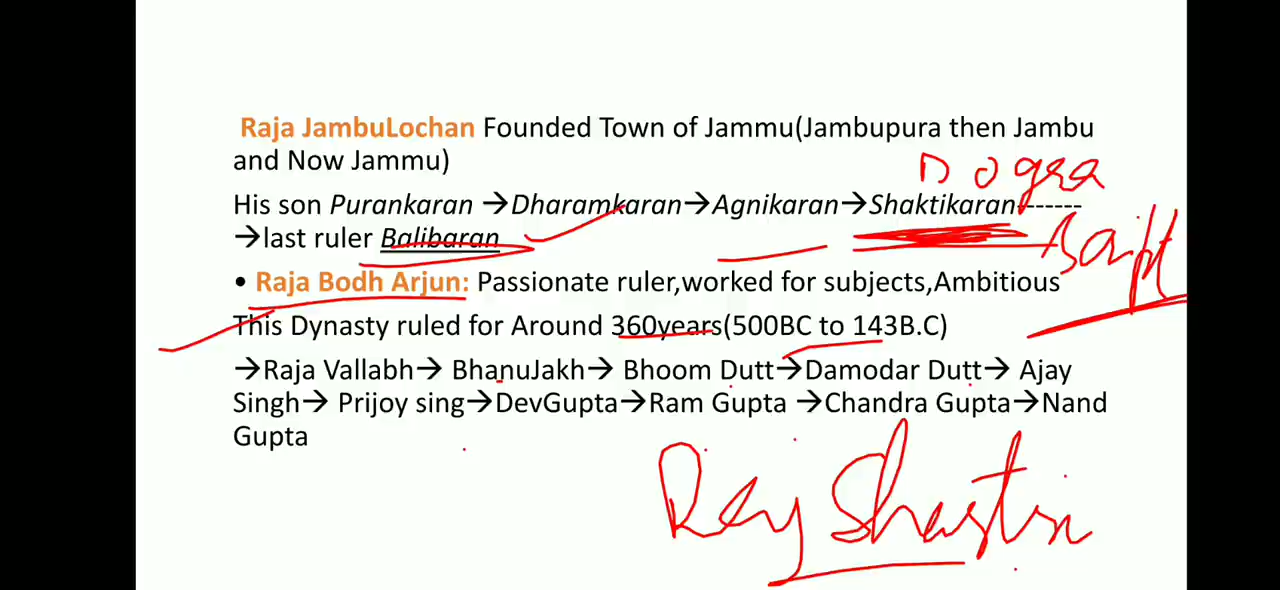 Raja JambuLochan Founded Town of Jammu(Jambupura then Jambu
and Now Jammu)
Dogra
His son Purankaran →Dharamkaran→Agnikaran→Shaktikaran-------
→last ruler Balibaran
Script
• Raja Bodh Arjun: Passionate ruler,worked for subjects,Ambitious
This Dynasty ruled for Around 360years(500BC to 143B.C)
→Raja Vallabh→ BhanuJakh→ Bhoom Dutt→Damodar Dutt→ Ajay
Singh→ Prijoy sing→DevGupta→Ram Gupta →Chandra Gupta→Nand
Gupta
Raj Shastri